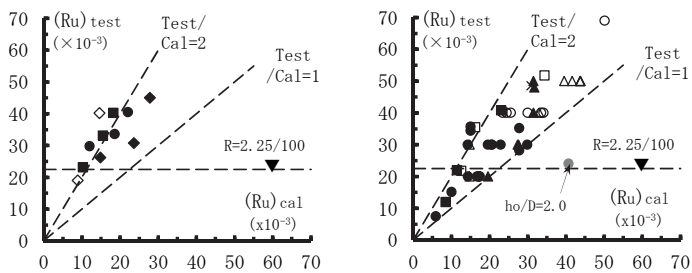 70
60
50
40
30
20
10
0
(Ru)test
(×10⁻³)
Test/
Cal=2
Test
/Cal=1
R=2.25/100
(Ru)cal
(x10⁻³)
0 10 20 30 40 50 60 70
70
60
50
40
30
20
10
0
(Ru)test
(×10⁻³)
Test/
Cal=2
Test
/Cal=1
R=2.25/100
ho/D=2.0
(Ru)cal
(x10⁻³)
0 10 20 30 40 50 60 70